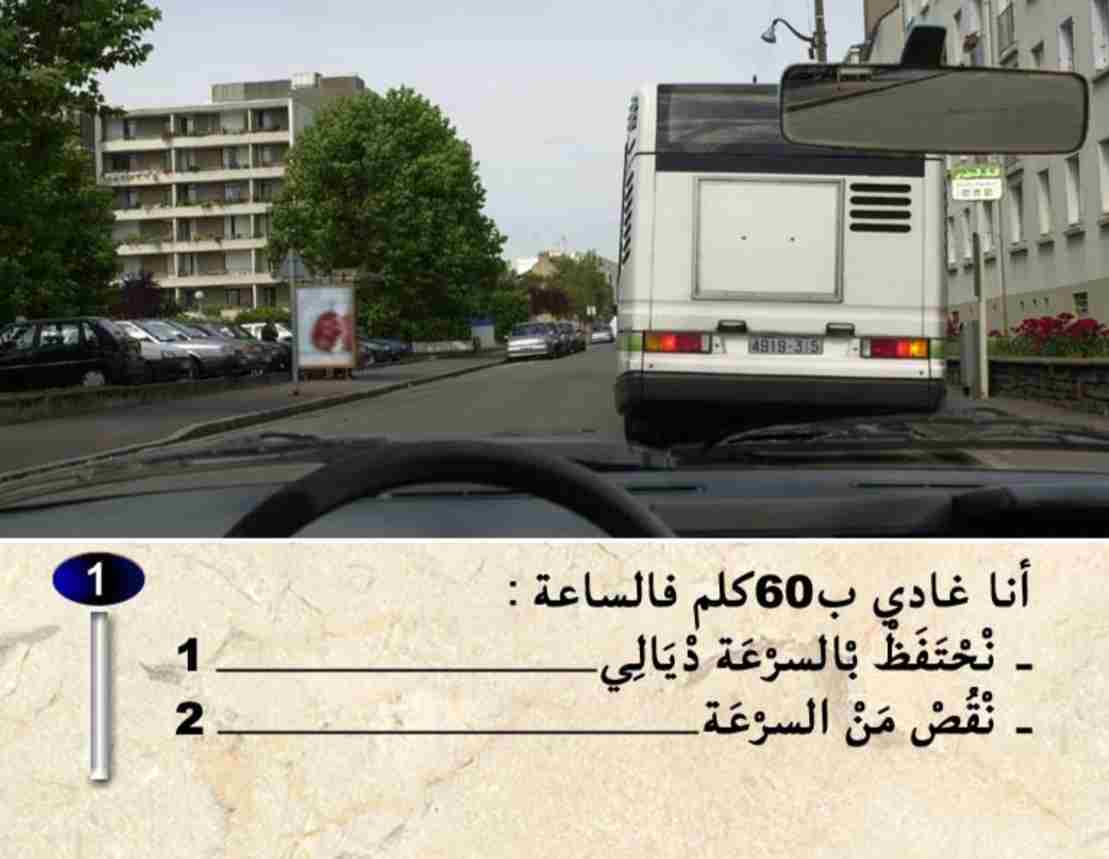 4919-315
1
أنا غادي ب60كلم فالساعة :
ـ نْحْتَفَظْ بْالسرْعَة دْيَالِي 1
ـ نْقُصْ مَنْ السرْعَة 2